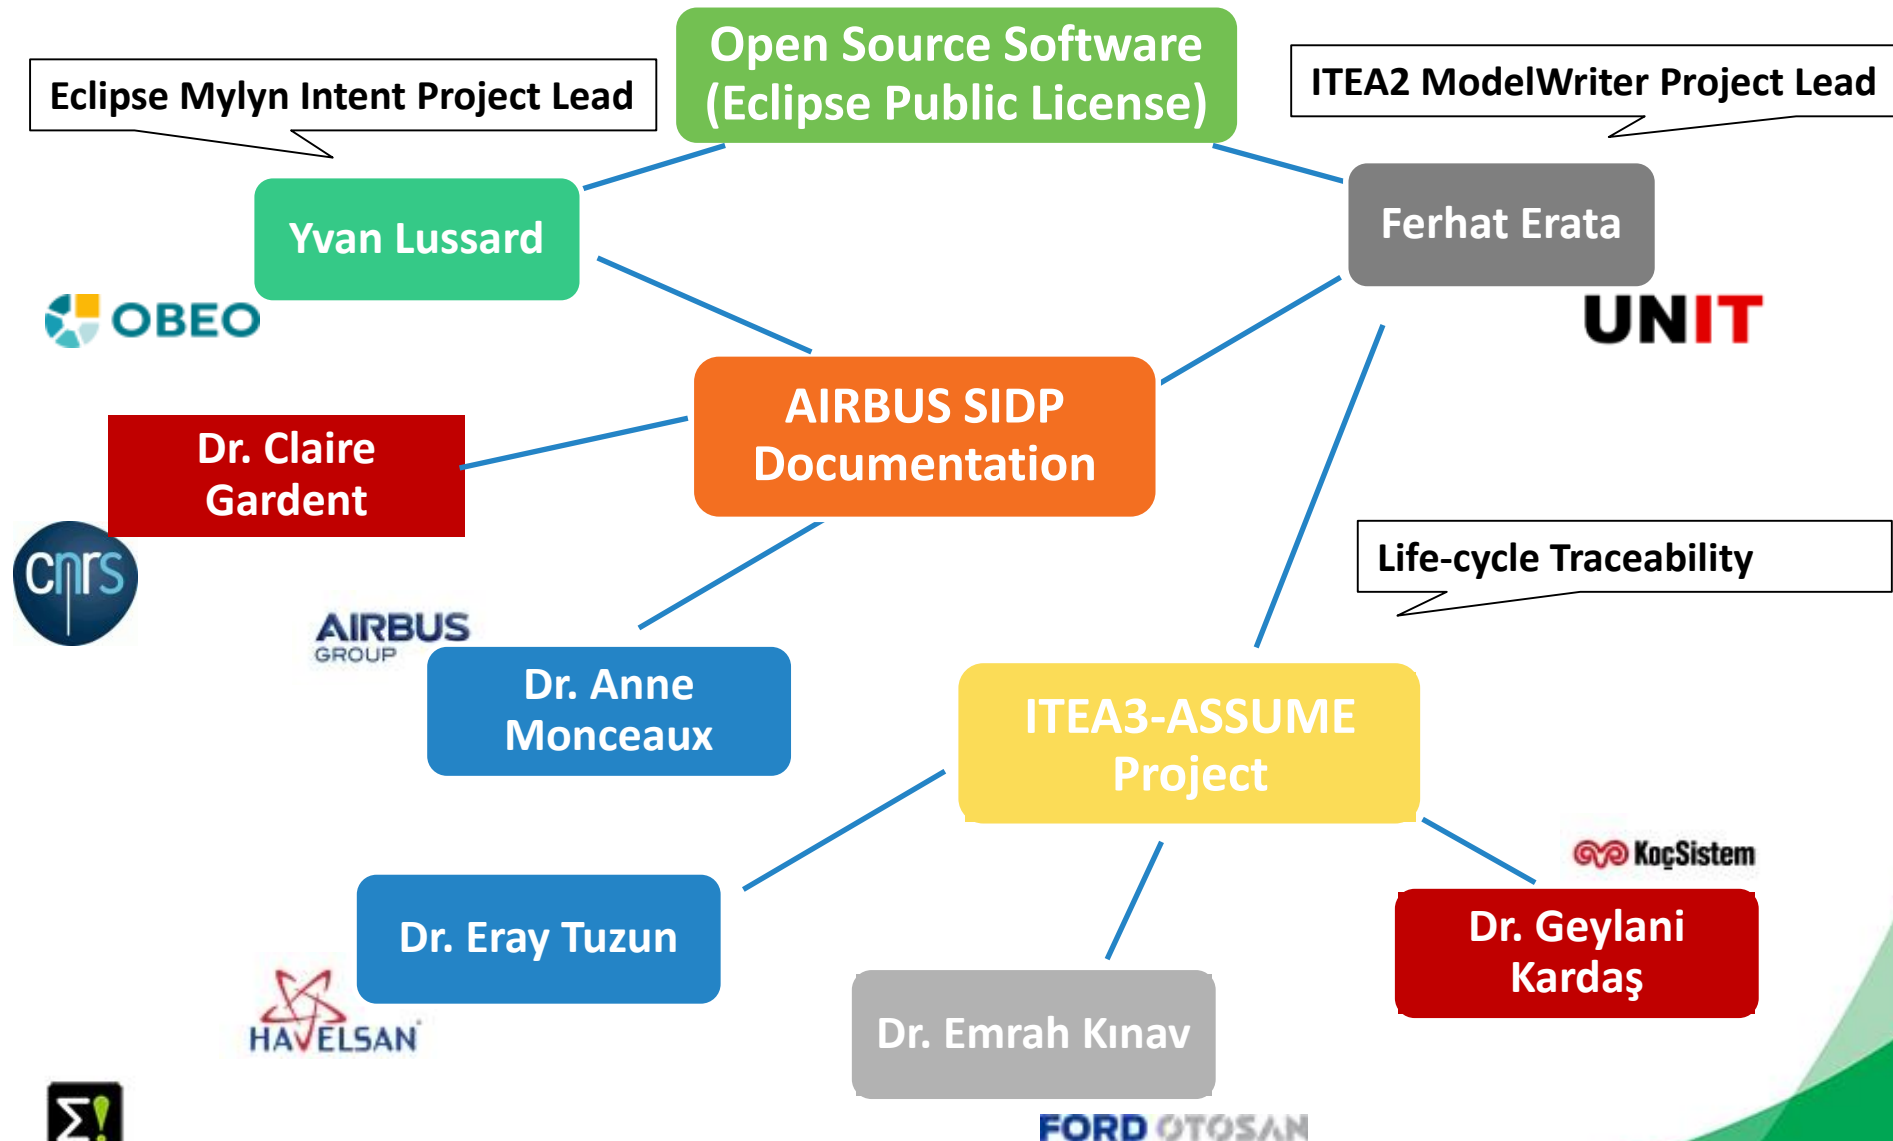 Open Source Software
(Eclipse Public License)
Eclipse Mylyn Intent Project Lead
ITEA2 ModelWriter Project Lead
Yvan Lussard
Ferhat Erata
OBEO
UNIT
AIRBUS SIDP
Documentation
Dr. Claire
Gardent
cnrs
Life-cycle Traceability
AIRBUS
GROUP
Dr. Anne
Monceaux
ITEA3-ASSUME
Project
KoçSistem
Dr. Eray Tuzun
Dr. Geylani
Kardaş
HAVELSAN
Dr. Emrah Kınav
Σ!
FORD OTOSAN